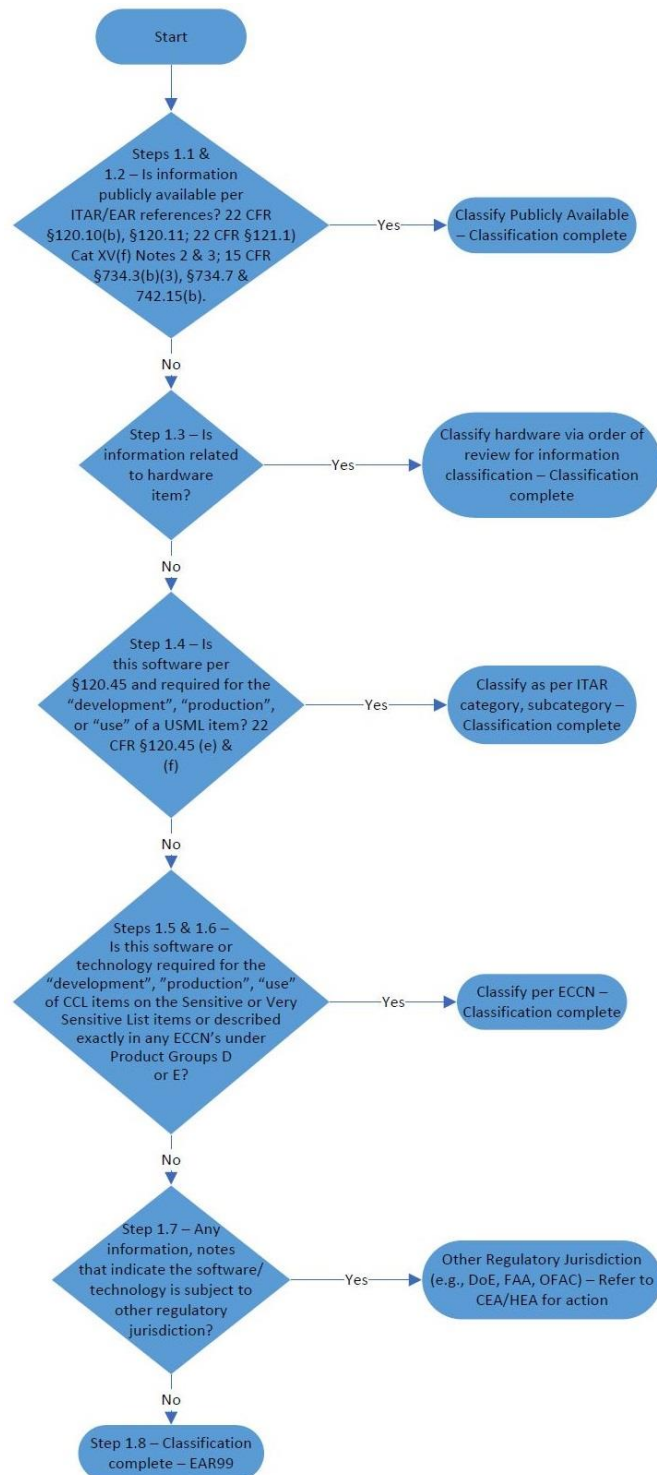 Start
Steps 1.1 &
1.2 – Is information
publicly available per
ITAR/EAR references? 22 CFR
§120.10(b), §120.11; 22 CFR §121.1)
Cat XV(f) Notes 2 & 3; 15 CFR
§734.3(b)(3), §734.7 &
742.15(b).
Yes
Classify Publicly Available
– Classification complete
No
Step 1.3 – Is
information related
to hardware
item?
Yes
Classify hardware via order of
review for information
classification – Classification
complete
No
Step 1.4 – Is
this software per
§120.45 and required for the
“development”, “production”,
or “use” of a USML item? 22
CFR §120.45 (e) &
(f)
Yes
Classify as per ITAR
category, subcategory –
Classification complete
No
Steps 1.5 & 1.6 –
Is this software or
technology required for the
“development”, ”production”, “use”
of CCL items on the Sensitive or Very
Sensitive List items or described
exactly in any ECCN’s under
Product Groups D
or E?
Yes
Classify per ECCN –
Classification complete
No
Step 1.7 – Any
information, notes
that indicate the software/
technology is subject to
other regulatory
jurisdiction?
Yes
Other Regulatory Jurisdiction
(e.g., DoE, FAA, OFAC) – Refer to
CEA/HEA for action
No
Step 1.8 – Classification
complete – EAR99